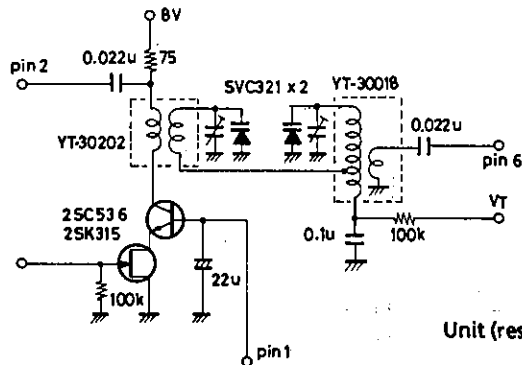 8V
0.022u
75
pin 2
SVC321 x 2
YT-30018
0.022u
YT-30202
pin 6
VT
2SC536
2SK315
0.1u
100k
22u
100k
Unit (res
pin 1